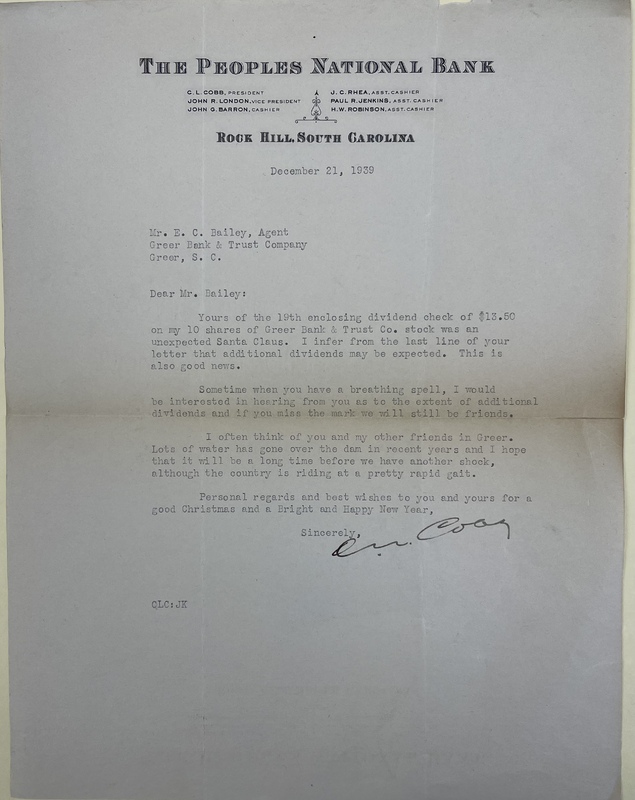 THE PEOPLES NATIONAL BANK
C. L. COBB, PRESIDENT
JOHN R. LONDON, VICE PRESIDENT
JOHN G. BARRON, CASHIER
J. C. RHEA, ASST. CASHIER
PAUL R. JENKINS, ASST. CASHIER
H. W. ROBINSON, ASST. CASHIER
ROCK HILL, SOUTH CAROLINA
December 21, 1939
Mr. E. C. Bailey, Agent
Greer Bank & Trust Company
Greer, S. C.
Dear Mr. Bailey:
Yours of the 19th enclosing dividend check of $13.50
on my 10 shares of Greer Bank & Trust Co. stock was an
unexpected Santa Claus. I infer from the last line of your
letter that additional dividends may be expected. This is
also good news.
Sometime when you have a breathing spell, I would
be interested in hearing from you as to the extent of additional
dividends and if you miss the mark we will still be friends.
I often think of you and my other friends in Greer.
Lots of water has gone over the dam in recent years and I hope
that it will be a long time before we have another shock,
although the country is riding at a pretty rapid gait.
Personal regards and best wishes to you and yours for a
good Christmas and a Bright and Happy New Year,
Sincerely,
Cobb
CLC:JK